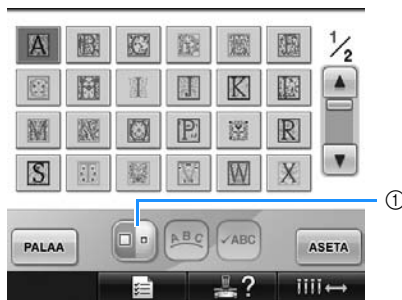 A B C D E F 1/2
G H I J K L
M N O P Q R
S T U V W X
①
PALAA ABC ✓ABC ASETA
?